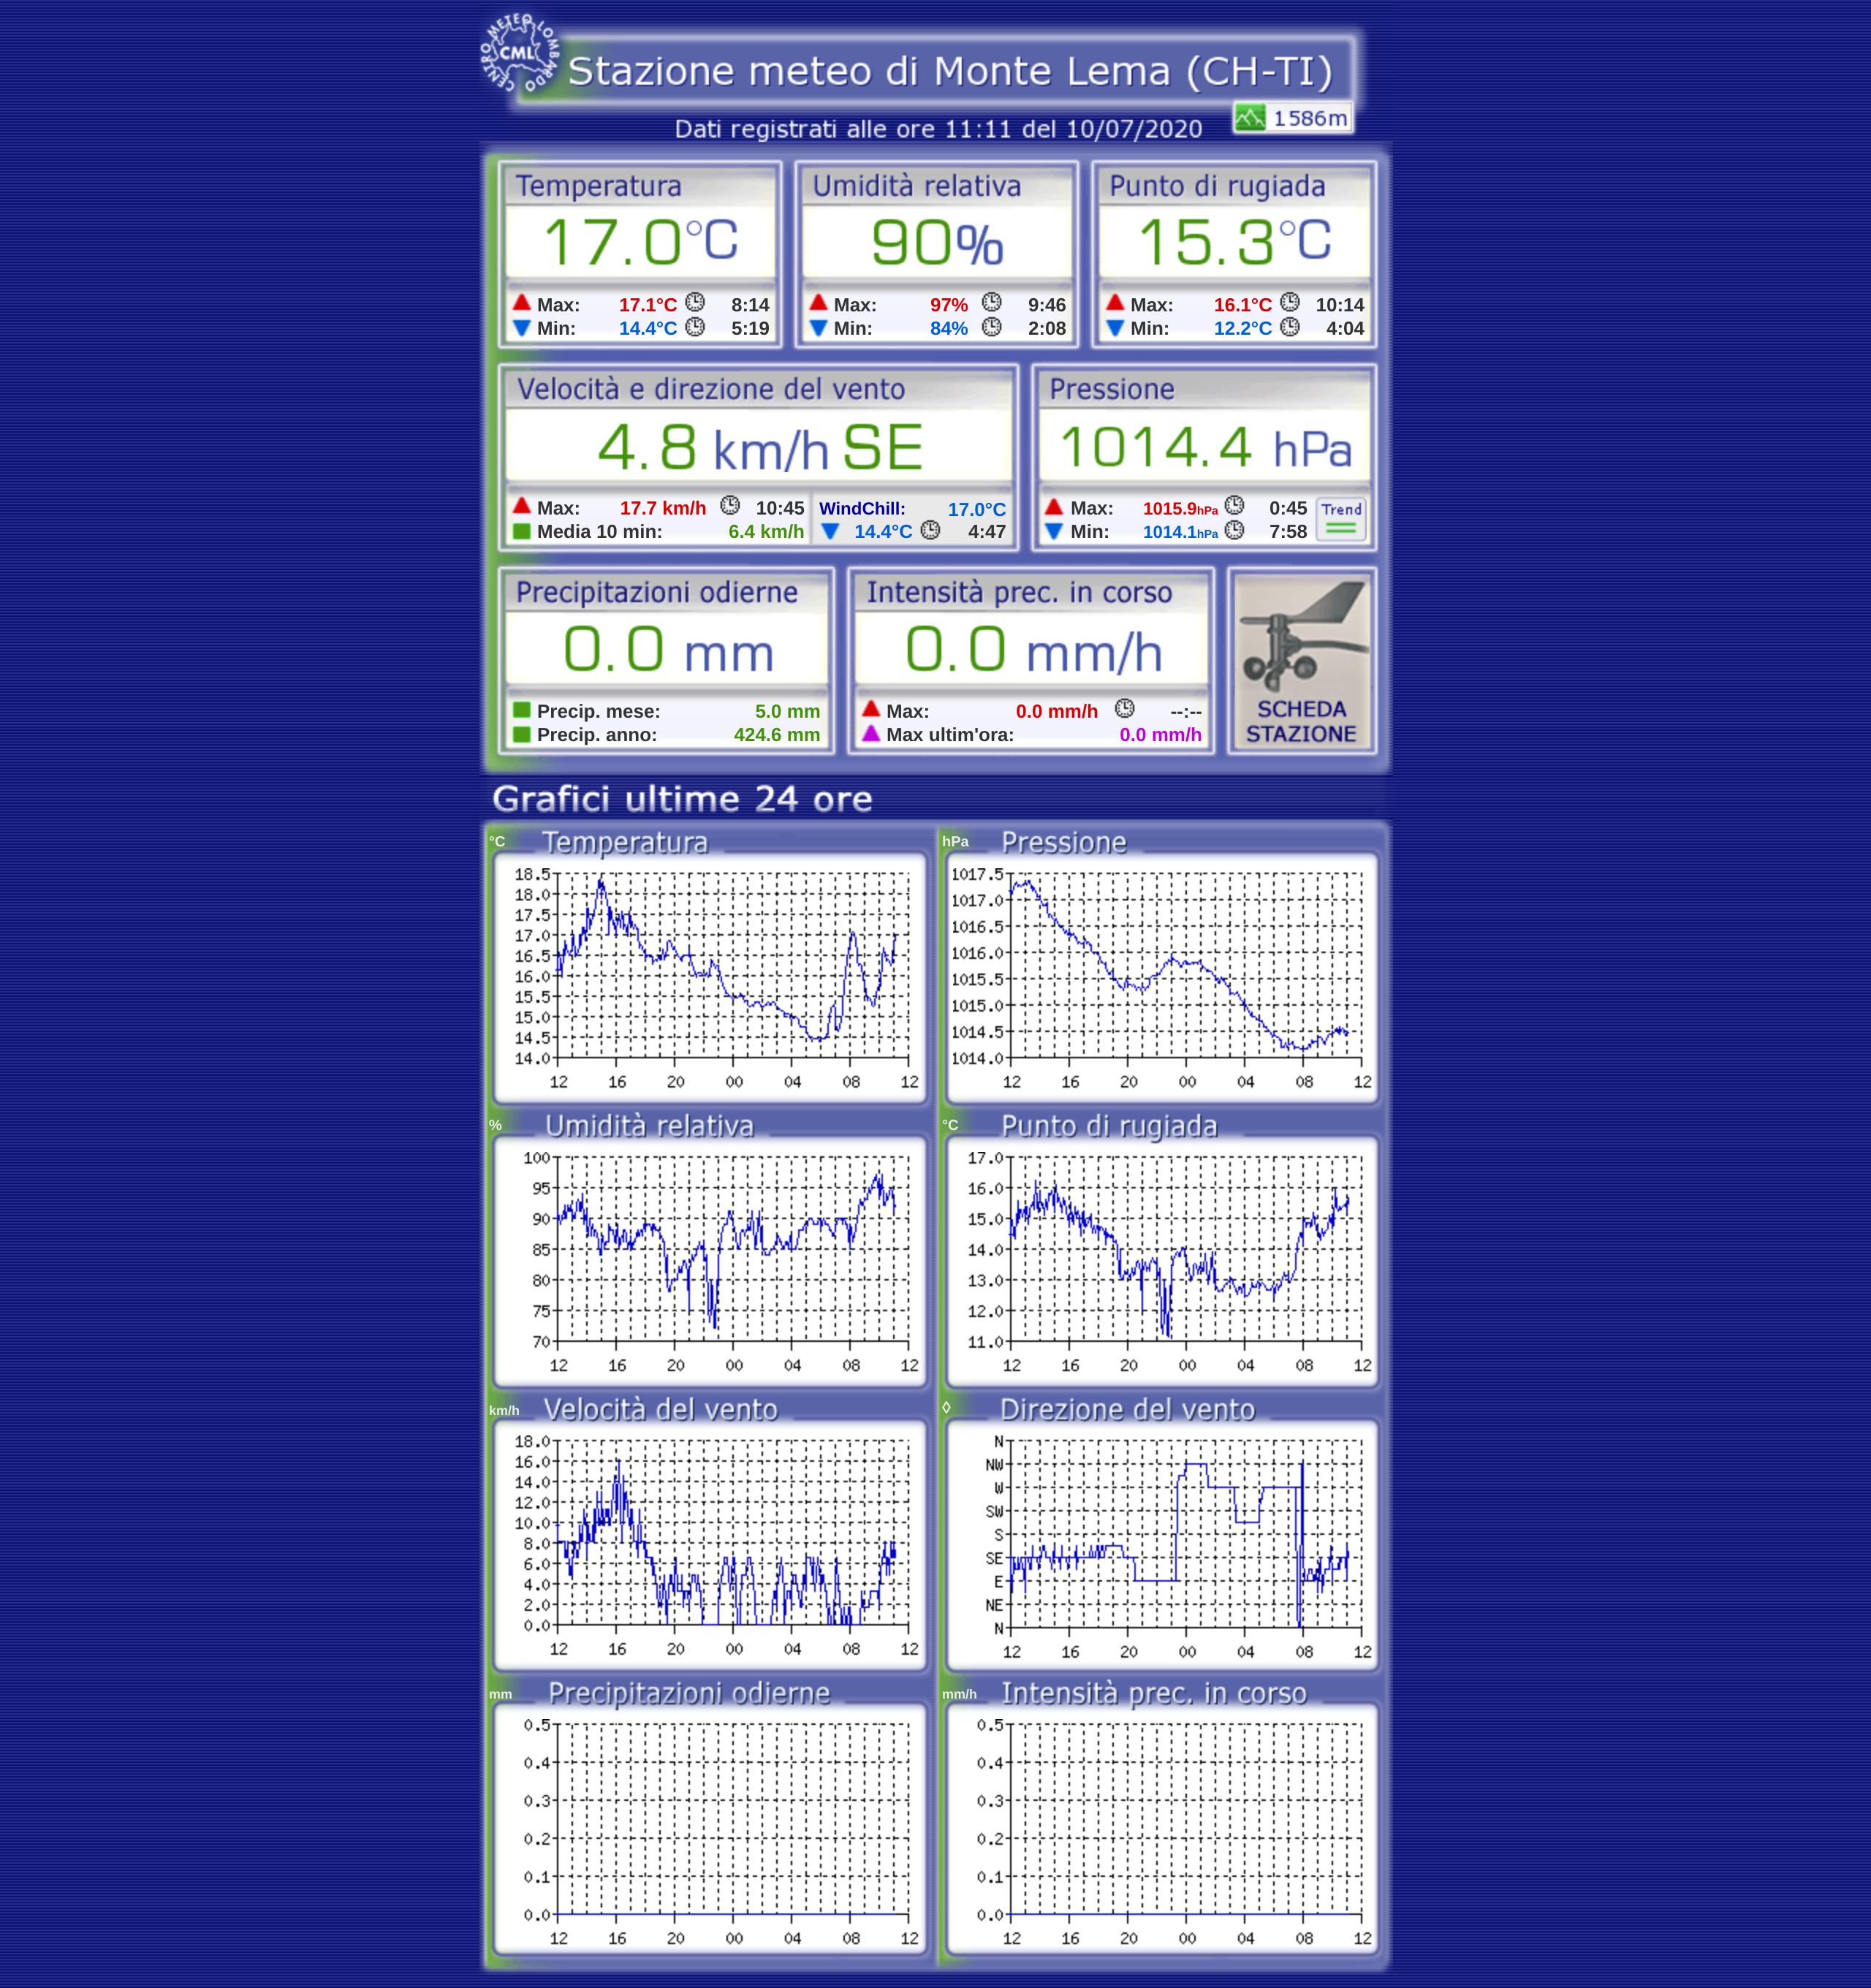 CENTRO METEO LOMBARDO
CML
Stazione meteo di Monte Lema (CH-TI)
1586m
Dati registrati alle ore 11:11 del 10/07/2020
Temperatura
17.0°C
Max: 17.1°C 8:14
Min: 14.4°C 5:19
Umidità relativa
90%
Max: 97% 9:46
Min: 84% 2:08
Punto di rugiada
15.3°C
Max: 16.1°C 10:14
Min: 12.2°C 4:04
Velocità e direzione del vento
4.8 km/h SE
Max: 17.7 km/h 10:45
Media 10 min: 6.4 km/h
WindChill: 17.0°C
14.4°C 4:47
Pressione
1014.4 hPa
Max: 1015.9hPa 0:45
Min: 1014.1hPa 7:58
Trend
Precipitazioni odierne
0.0 mm
Precip. mese: 5.0 mm
Precip. anno: 424.6 mm
Intensità prec. in corso
0.0 mm/h
Max: 0.0 mm/h --:--
Max ultim'ora: 0.0 mm/h
SCHEDA
STAZIONE
Grafici ultime 24 ore
°C Temperatura
18.5
18.0
17.5
17.0
16.5
16.0
15.5
15.0
14.5
14.0
12 16 20 00 04 08 12
hPa Pressione
1017.5
1017.0
1016.5
1016.0
1015.5
1015.0
1014.5
1014.0
12 16 20 00 04 08 12
% Umidità relativa
100
95
90
85
80
75
70
12 16 20 00 04 08 12
°C Punto di rugiada
17.0
16.0
15.0
14.0
13.0
12.0
11.0
12 16 20 00 04 08 12
km/h Velocità del vento
18.0
16.0
14.0
12.0
10.0
8.0
6.0
4.0
2.0
0.0
12 16 20 00 04 08 12
◊ Direzione del vento
N
NW
W
SW
S
SE
E
NE
N
12 16 20 00 04 08 12
mm Precipitazioni odierne
0.5
0.4
0.3
0.2
0.1
0.0
12 16 20 00 04 08 12
mm/h Intensità prec. in corso
0.5
0.4
0.3
0.2
0.1
0.0
12 16 20 00 04 08 12